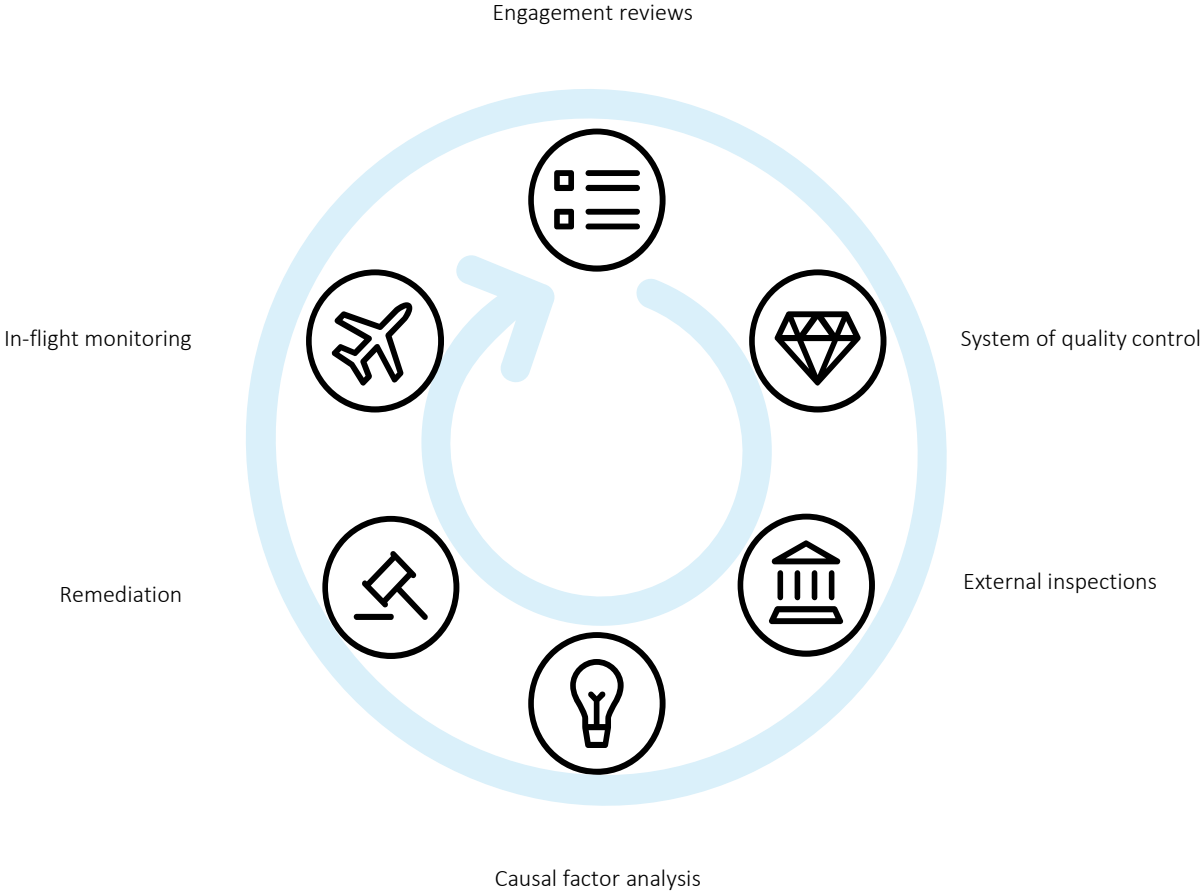 Engagement reviews
In-flight monitoring
System of quality control
External inspections
Remediation
Causal factor analysis